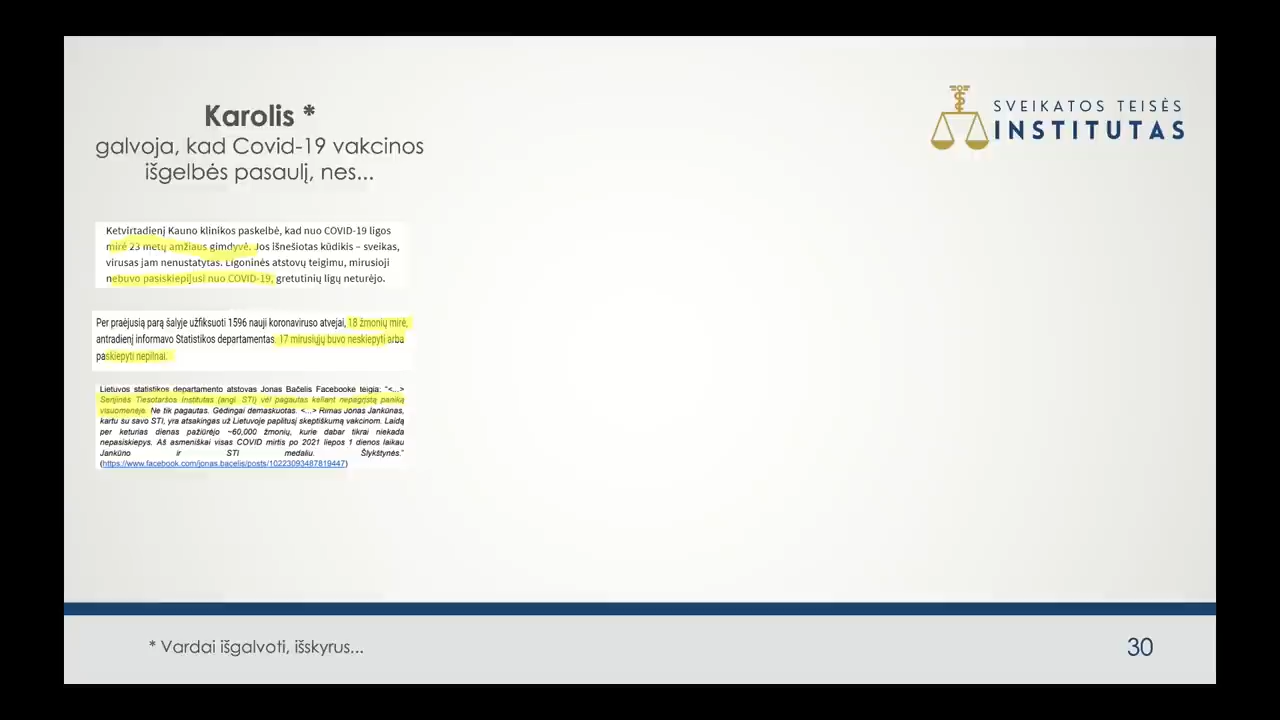 Karolis *
galvoja, kad Covid-19 vakcinos
išgelbės pasaulį, nes...
SVEIKATOS TEISĖS
INSTITUTAS
Ketvirtadienį Kauno klinikos paskelbė, kad nuo COVID-19 ligos
mirė 23 metų amžiaus gimdyvė. Jos išnešiotas kūdikis – sveikas,
virusas jam nenustatytas. Ligoninės atstovų teigimu, mirusioji
nebuvo pasiskiepijusi nuo COVID-19, gretutinių ligų neturėjo.
Per praėjusią parą šalyje užfiksuoti 1596 nauji koronaviruso atvejai, 18 žmonių mirė,
antradienį informavo Statistikos departamentas. 17 mirusiųjų buvo neskiepyti arba
paskiepyti nepilnai.
Lietuvos statistikos departamento atstovas Jonas Bačelis Facebooke teigia: "<...>
Serijinės Tiesotaršos Institutas (angl. STI) vėl pagautas keliant nepagrįstą paniką
visuomenėje. Ne tik pagautas. Gėdingai demaskuotas. <...> Rimas Jonas Jankūnas,
kartu su savo STI, yra atsakingas už Lietuvoje paplitusį skeptiškumą vakcinom. Laidą
per keturias dienas pažiūrėjo ~60,000 žmonių, kurie dabar tikrai niekada
nepasiskiepys. Aš asmeniškai visas COVID mirtis po 2021 liepos 1 dienos laikau
Jankūno ir STI medaliu. Šlykštynės."
(https://www.facebook.com/jonas.bacelis/posts/10223093487819447)
* Vardai išgalvoti, išskyrus...
30